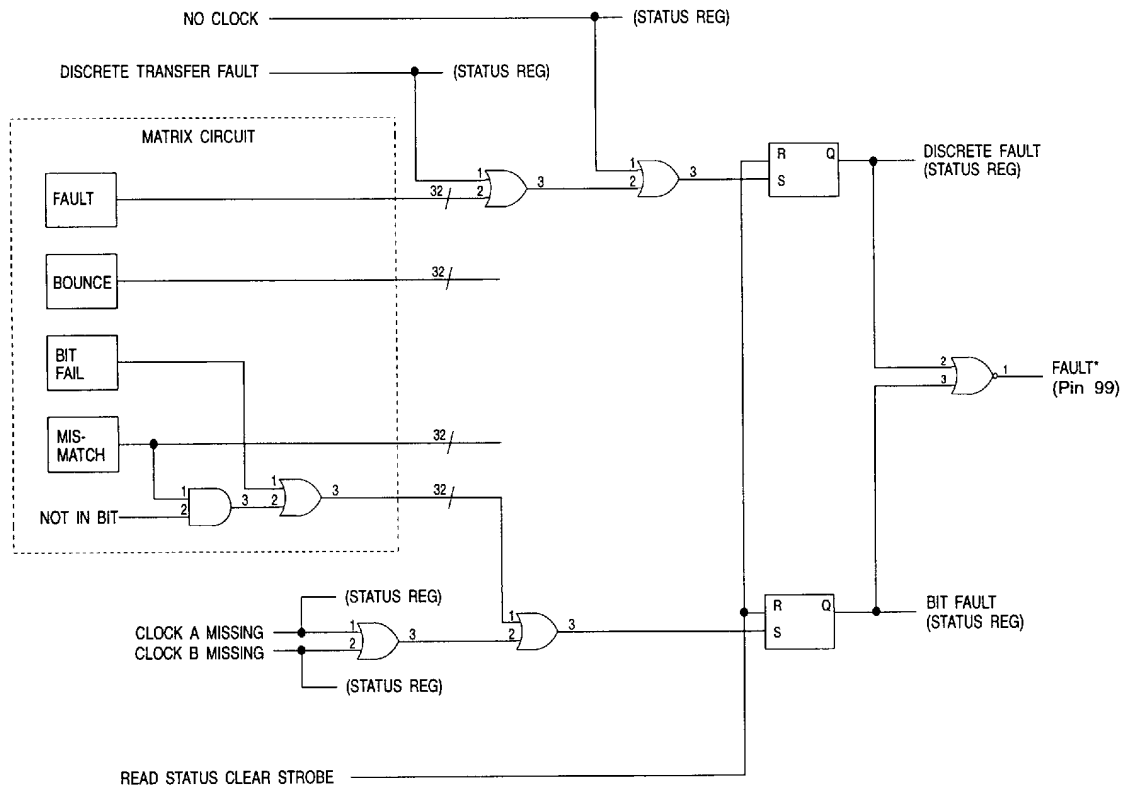 NO CLOCK
(STATUS REG)
DISCRETE TRANSFER FAULT
(STATUS REG)
MATRIX CIRCUIT
FAULT
32
1
2
3
1
2
3
R
Q
S
DISCRETE FAULT
(STATUS REG)
BOUNCE
32
BIT
FAIL
2
3
1
FAULT*
(Pin 99)
MIS-
MATCH
32
1
2
3
1
2
3
32
NOT IN BIT
(STATUS REG)
CLOCK A MISSING
CLOCK B MISSING
1
2
3
(STATUS REG)
1
2
3
R
Q
S
BIT FAULT
(STATUS REG)
READ STATUS CLEAR STROBE